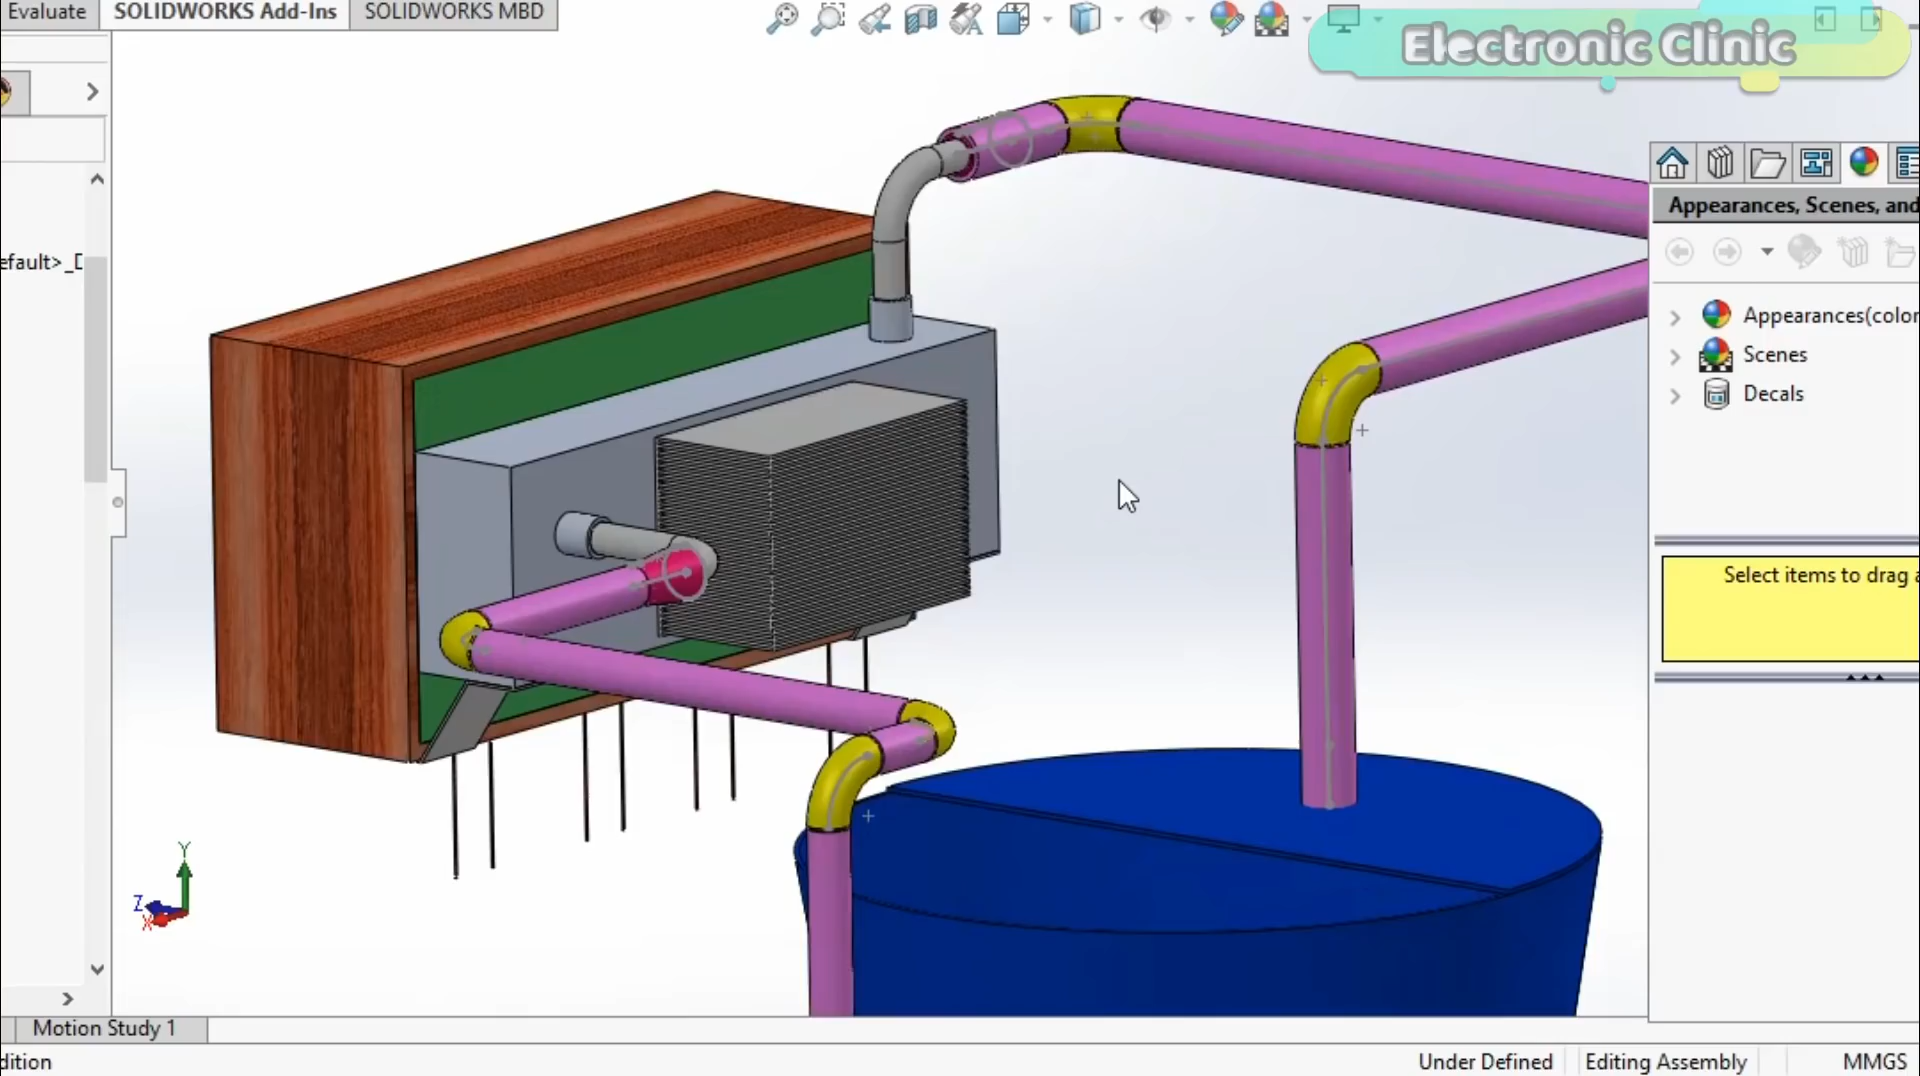 Evaluate
SOLIDWORKS Add-Ins
SOLIDWORKS MBD
Electronic Clinic
efault>_D
Appearances, Scenes, and
Appearances(color
Scenes
Decals
Select items to drag a
Y
Z
X
Motion Study 1
dition
Under Defined
Editing Assembly
MMGS